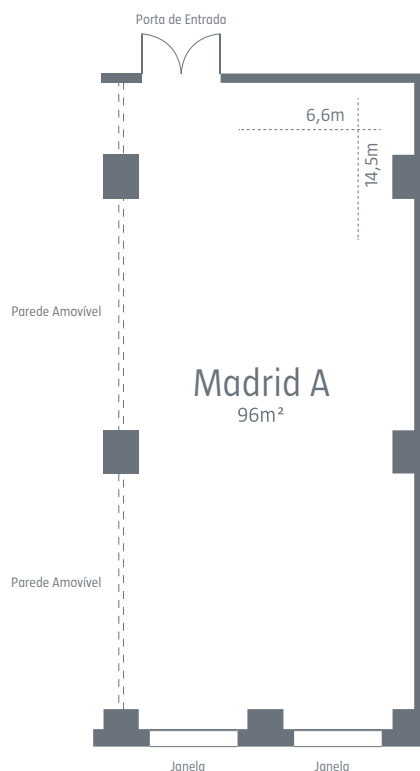 Porta de Entrada
6,6m
14,5m
Parede Amovível
Madrid A
96m²
Parede Amovível
Janela
Janela